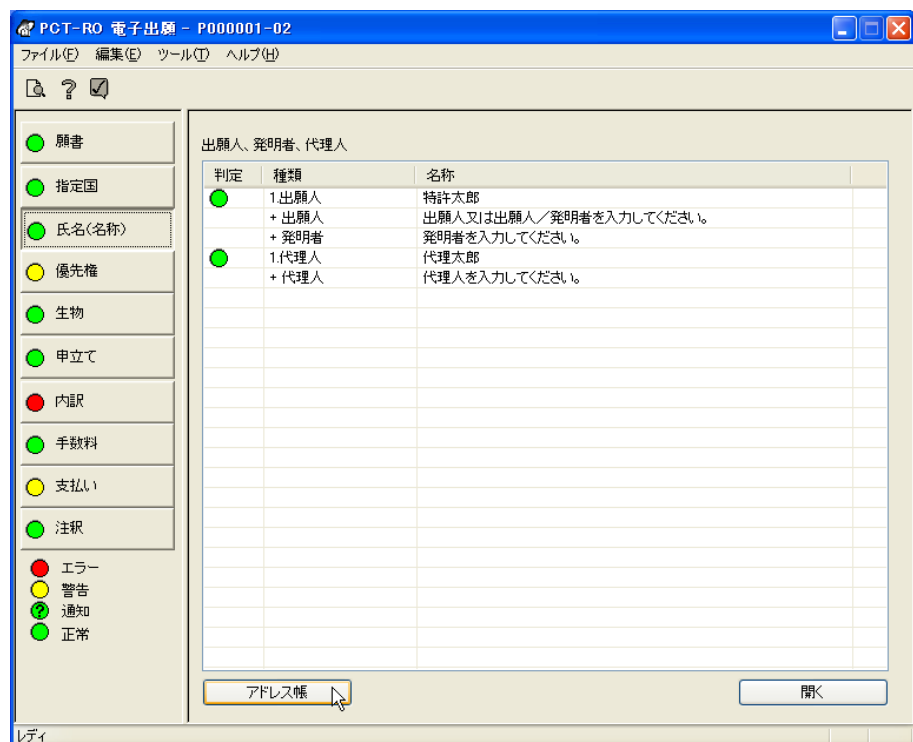 PCT-RO 電子出願 - P000001-02
ファイル(F) 編集(E) ツール(T) ヘルプ(H)
願書
指定国
氏名(名称)
優先権
生物
申立て
内訳
手数料
支払い
注釈
エラー
警告
通知
正常
出願人、発明者、代理人
判定 種類 名称
1.出願人 特許太郎
+ 出願人 出願人又は出願人／発明者を入力してください。
+ 発明者 発明者を入力してください。
1.代理人 代理太郎
+ 代理人 代理人を入力してください。
アドレス帳 開く
レディ